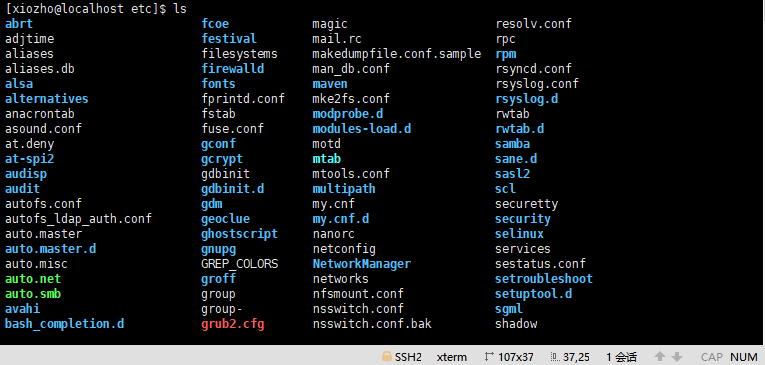 [xiozho@localhost etc]$ ls
abrt fcoe magic resolv.conf
adjtime festival mail.rc rpc
aliases filesystems makedumpfile.conf.sample rpm
aliases.db firewalld man_db.conf rsyncd.conf
alsa fonts maven rsyslog.conf
alternatives fprintd.conf mke2fs.conf rsyslog.d
anacrontab fstab modprobe.d rwtab
asound.conf fuse.conf modules-load.d rwtab.d
at.deny gconf motd samba
at-spi2 gcrypt mtab sane.d
audisp gdbinit mtools.conf sasl2
audit gdbinit.d multipath scl
autofs.conf gdm my.cnf securetty
autofs_ldap_auth.conf geoclue my.cnf.d security
auto.master ghostscript nanorc selinux
auto.master.d gnupg netconfig services
auto.misc GREP_COLORS NetworkManager sestatus.conf
auto.net groff networks setroubleshoot
auto.smb group nfsmount.conf setuptool.d
avahi group- nsswitch.conf sgml
bash_completion.d grub2.cfg nsswitch.conf.bak shadow
SSH2 xterm 107x37 37,25 1 会话 CAP NUM